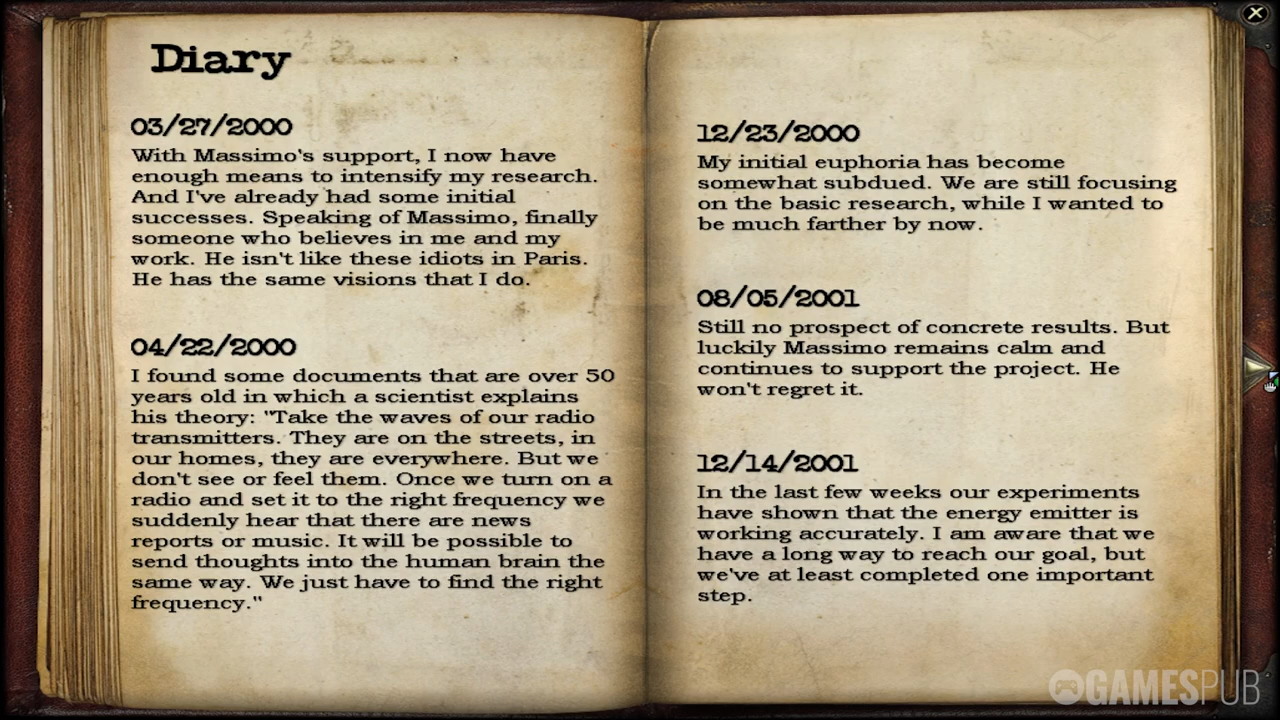 Diary
03/27/2000
With Massimo's support, I now have
enough means to intensify my research.
And I've already had some initial
successes. Speaking of Massimo, finally
someone who believes in me and my
work. He isn't like these idiots in Paris.
He has the same visions that I do.
04/22/2000
I found some documents that are over 50
years old in which a scientist explains
his theory: "Take the waves of our radio
transmitters. They are on the streets, in
our homes, they are everywhere. But we
don't see or feel them. Once we turn on a
radio and set it to the right frequency we
suddenly hear that there are news
reports or music. It will be possible to
send thoughts into the human brain the
same way. We just have to find the right
frequency."
12/23/2000
My initial euphoria has become
somewhat subdued. We are still focusing
on the basic research, while I wanted to
be much farther by now.
08/05/2001
Still no prospect of concrete results. But
luckily Massimo remains calm and
continues to support the project. He
won't regret it.
12/14/2001
In the last few weeks our experiments
have shown that the energy emitter is
working accurately. I am aware that we
have a long way to reach our goal, but
we've at least completed one important
step.
GAMESPUB